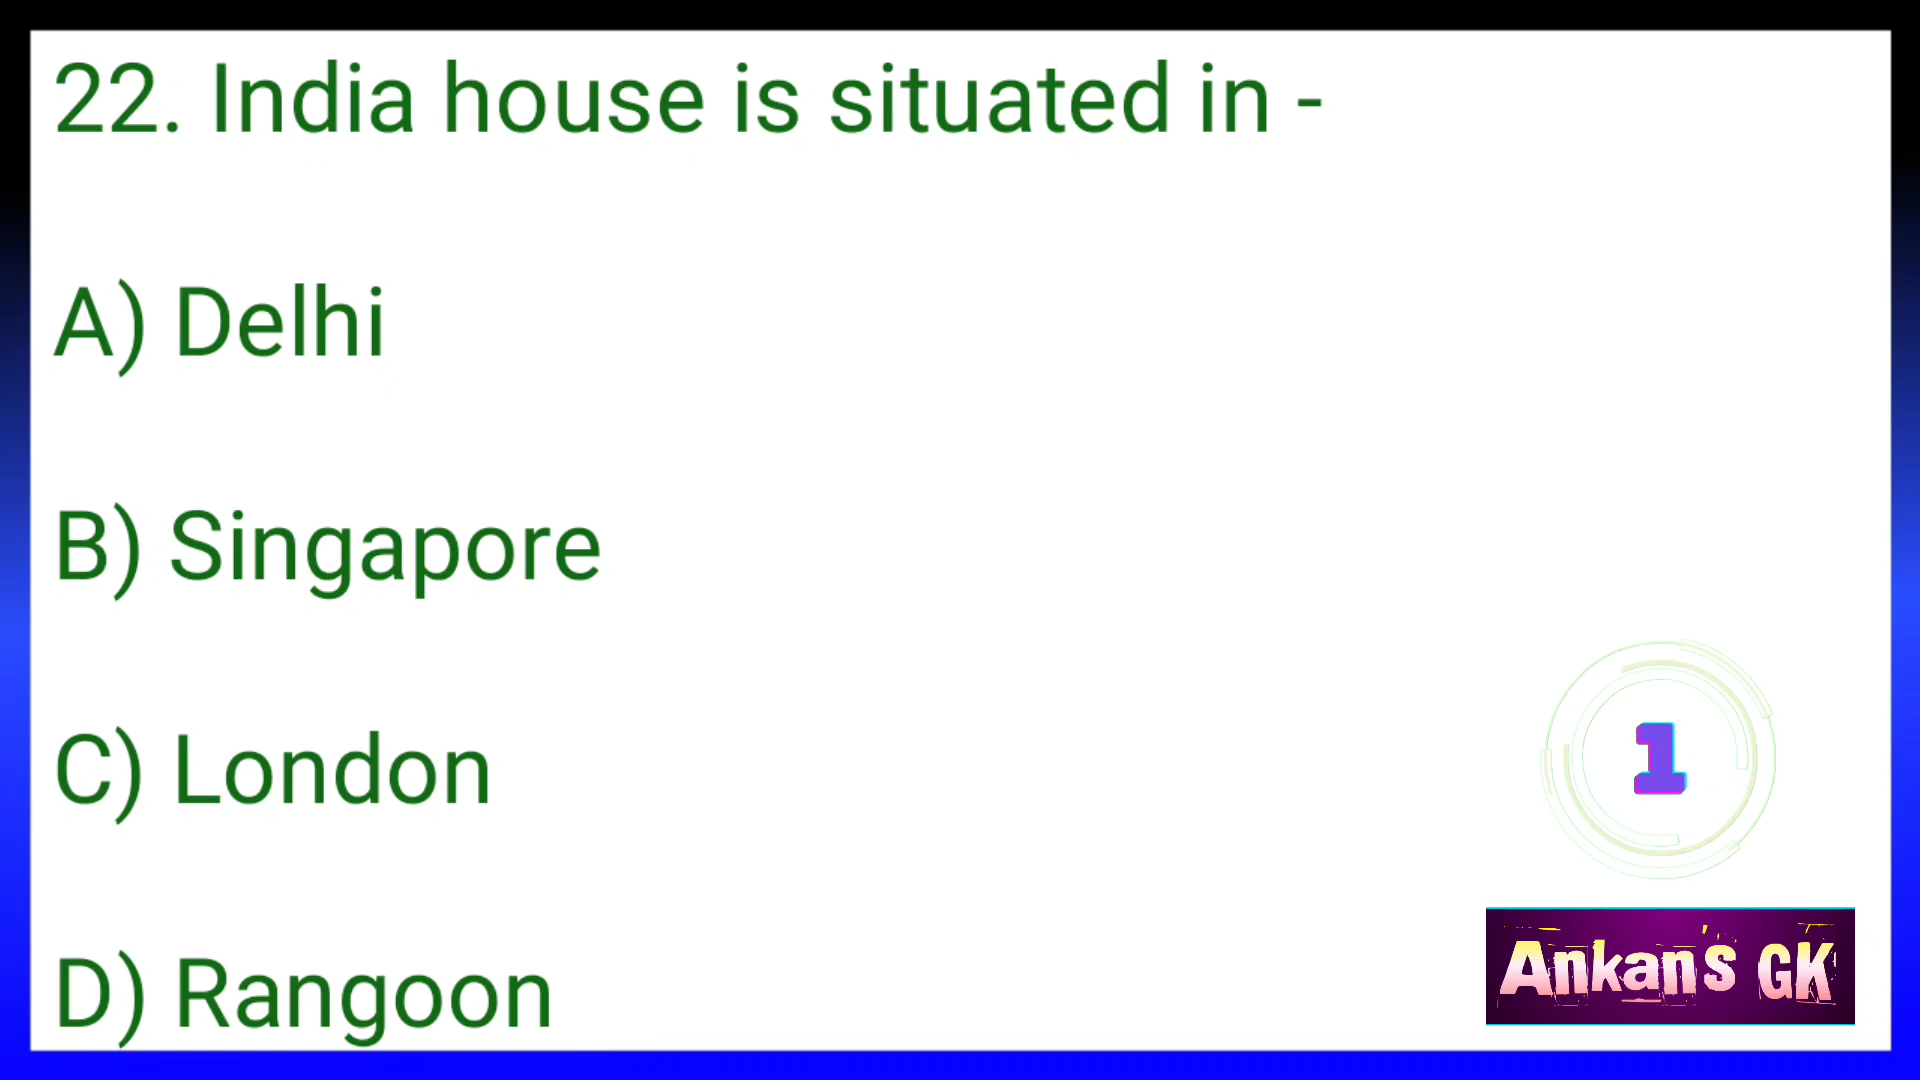 22. India house is situated in -
A) Delhi
B) Singapore
C) London
D) Rangoon
1
Ankan's GK